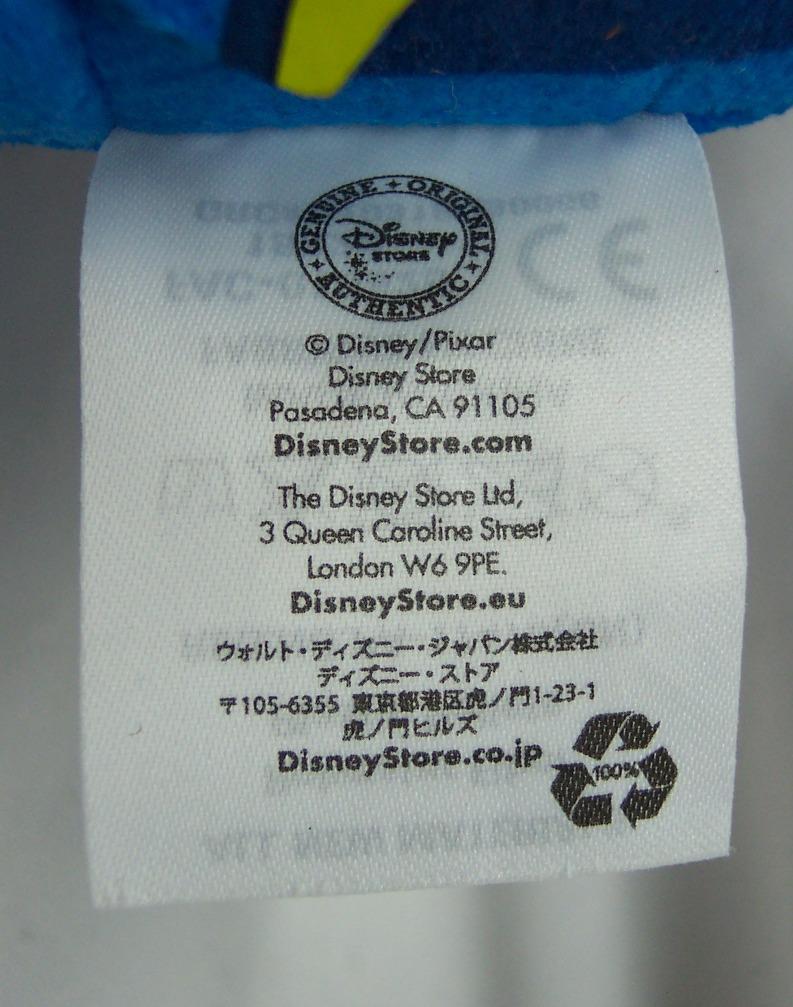 GENUINE + ORIGINAL + AUTHENTIC +
Disney
STORE
© Disney/Pixar
Disney Store
Pasadena, CA 91105
DisneyStore.com
The Disney Store Ltd,
3 Queen Caroline Street,
London W6 9PE.
DisneyStore.eu
ウォルト・ディズニー・ジャパン株式会社
ディズニー・ストア
〒105-6355 東京都港区虎ノ門1-23-1
虎ノ門ヒルズ
DisneyStore.co.jp
100%